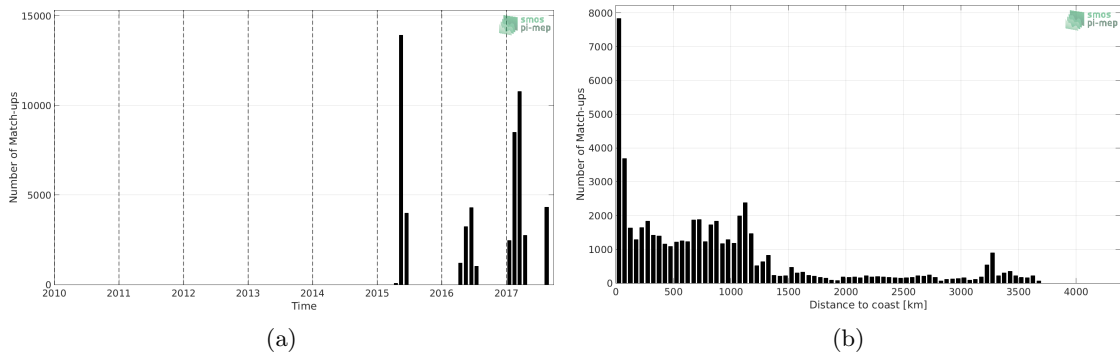 15000
10000
5000
0
Number of Match-ups
2010 2011 2012 2013 2014 2015 2016 2017
Time
smos
pi-mep
(a)
8000
7000
6000
5000
4000
3000
2000
1000
0
Number of Match-ups
0 500 1000 1500 2000 2500 3000 3500 4000
Distance to coast [km]
smos
pi-mep
(b)